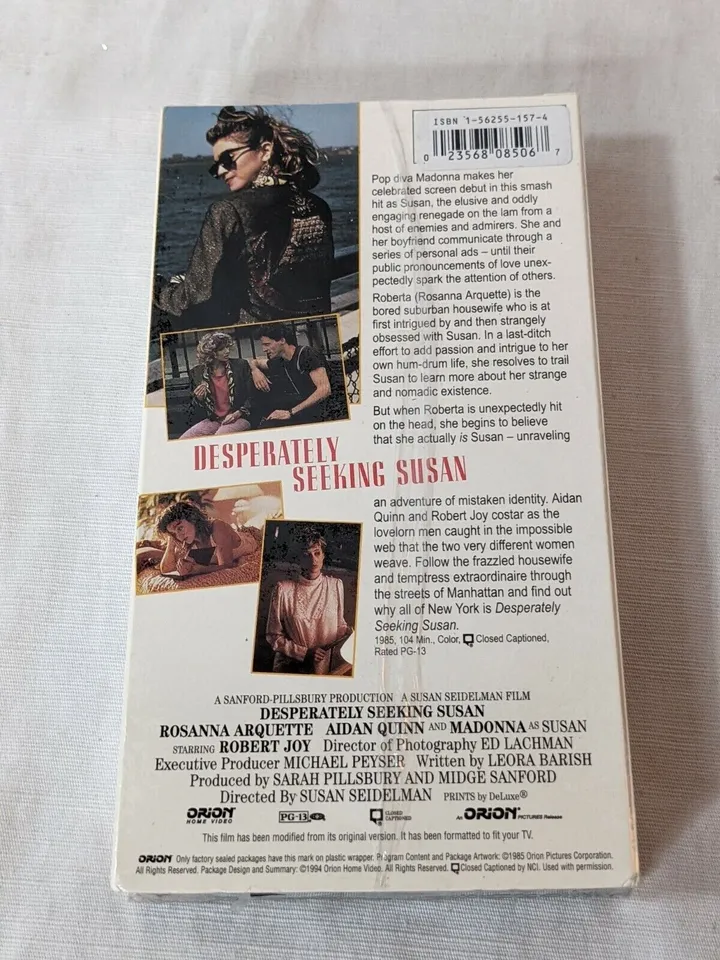 ISBN 1-56255-157-4
0 23568 08506 7
Pop diva Madonna makes her
celebrated screen debut in this smash
hit as Susan, the elusive and oddly
engaging renegade on the lam from a
host of enemies and admirers. She and
her boyfriend communicate through a
series of personal ads – until their
public pronouncements of love unex-
pectedly spark the attention of others.
Roberta (Rosanna Arquette) is the
bored suburban housewife who is at
first intrigued by and then strangely
obsessed with Susan. In a last-ditch
effort to add passion and intrigue to her
own hum-drum life, she resolves to trail
Susan to learn more about her strange
and nomadic existence.
But when Roberta is unexpectedly hit
on the head, she begins to believe
that she actually is Susan – unraveling
DESPERATELY
SEEKING SUSAN
an adventure of mistaken identity. Aidan
Quinn and Robert Joy costar as the
lovelorn men caught in the impossible
web that the two very different women
weave. Follow the frazzled housewife
and temptress extraordinaire through
the streets of Manhattan and find out
why all of New York is Desperately
Seeking Susan.
1985, 104 Min., Color, Closed Captioned,
Rated PG-13
A SANFORD-PILLSBURY PRODUCTION A SUSAN SEIDELMAN FILM
DESPERATELY SEEKING SUSAN
ROSANNA ARQUETTE AIDAN QUINN AND MADONNA AS SUSAN
STARRING ROBERT JOY Director of Photography ED LACHMAN
Executive Producer MICHAEL PEYSER Written by LEORA BARISH
Produced by SARAH PILLSBURY AND MIDGE SANFORD
Directed By SUSAN SEIDELMAN PRINTS by DeLuxe®
ORION HOME VIDEO PG-13 CLOSED CAPTIONED An ORION PICTURES Release
This film has been modified from its original version. It has been formatted to fit your TV.
ORION Only factory sealed packages have this mark on plastic wrapper. Program Content and Package Artwork: ©1985 Orion Pictures Corporation.
All Rights Reserved. Package Design and Summary: ©1994 Orion Home Video. All Rights Reserved. Closed Captioned by NCI. Used with permission.